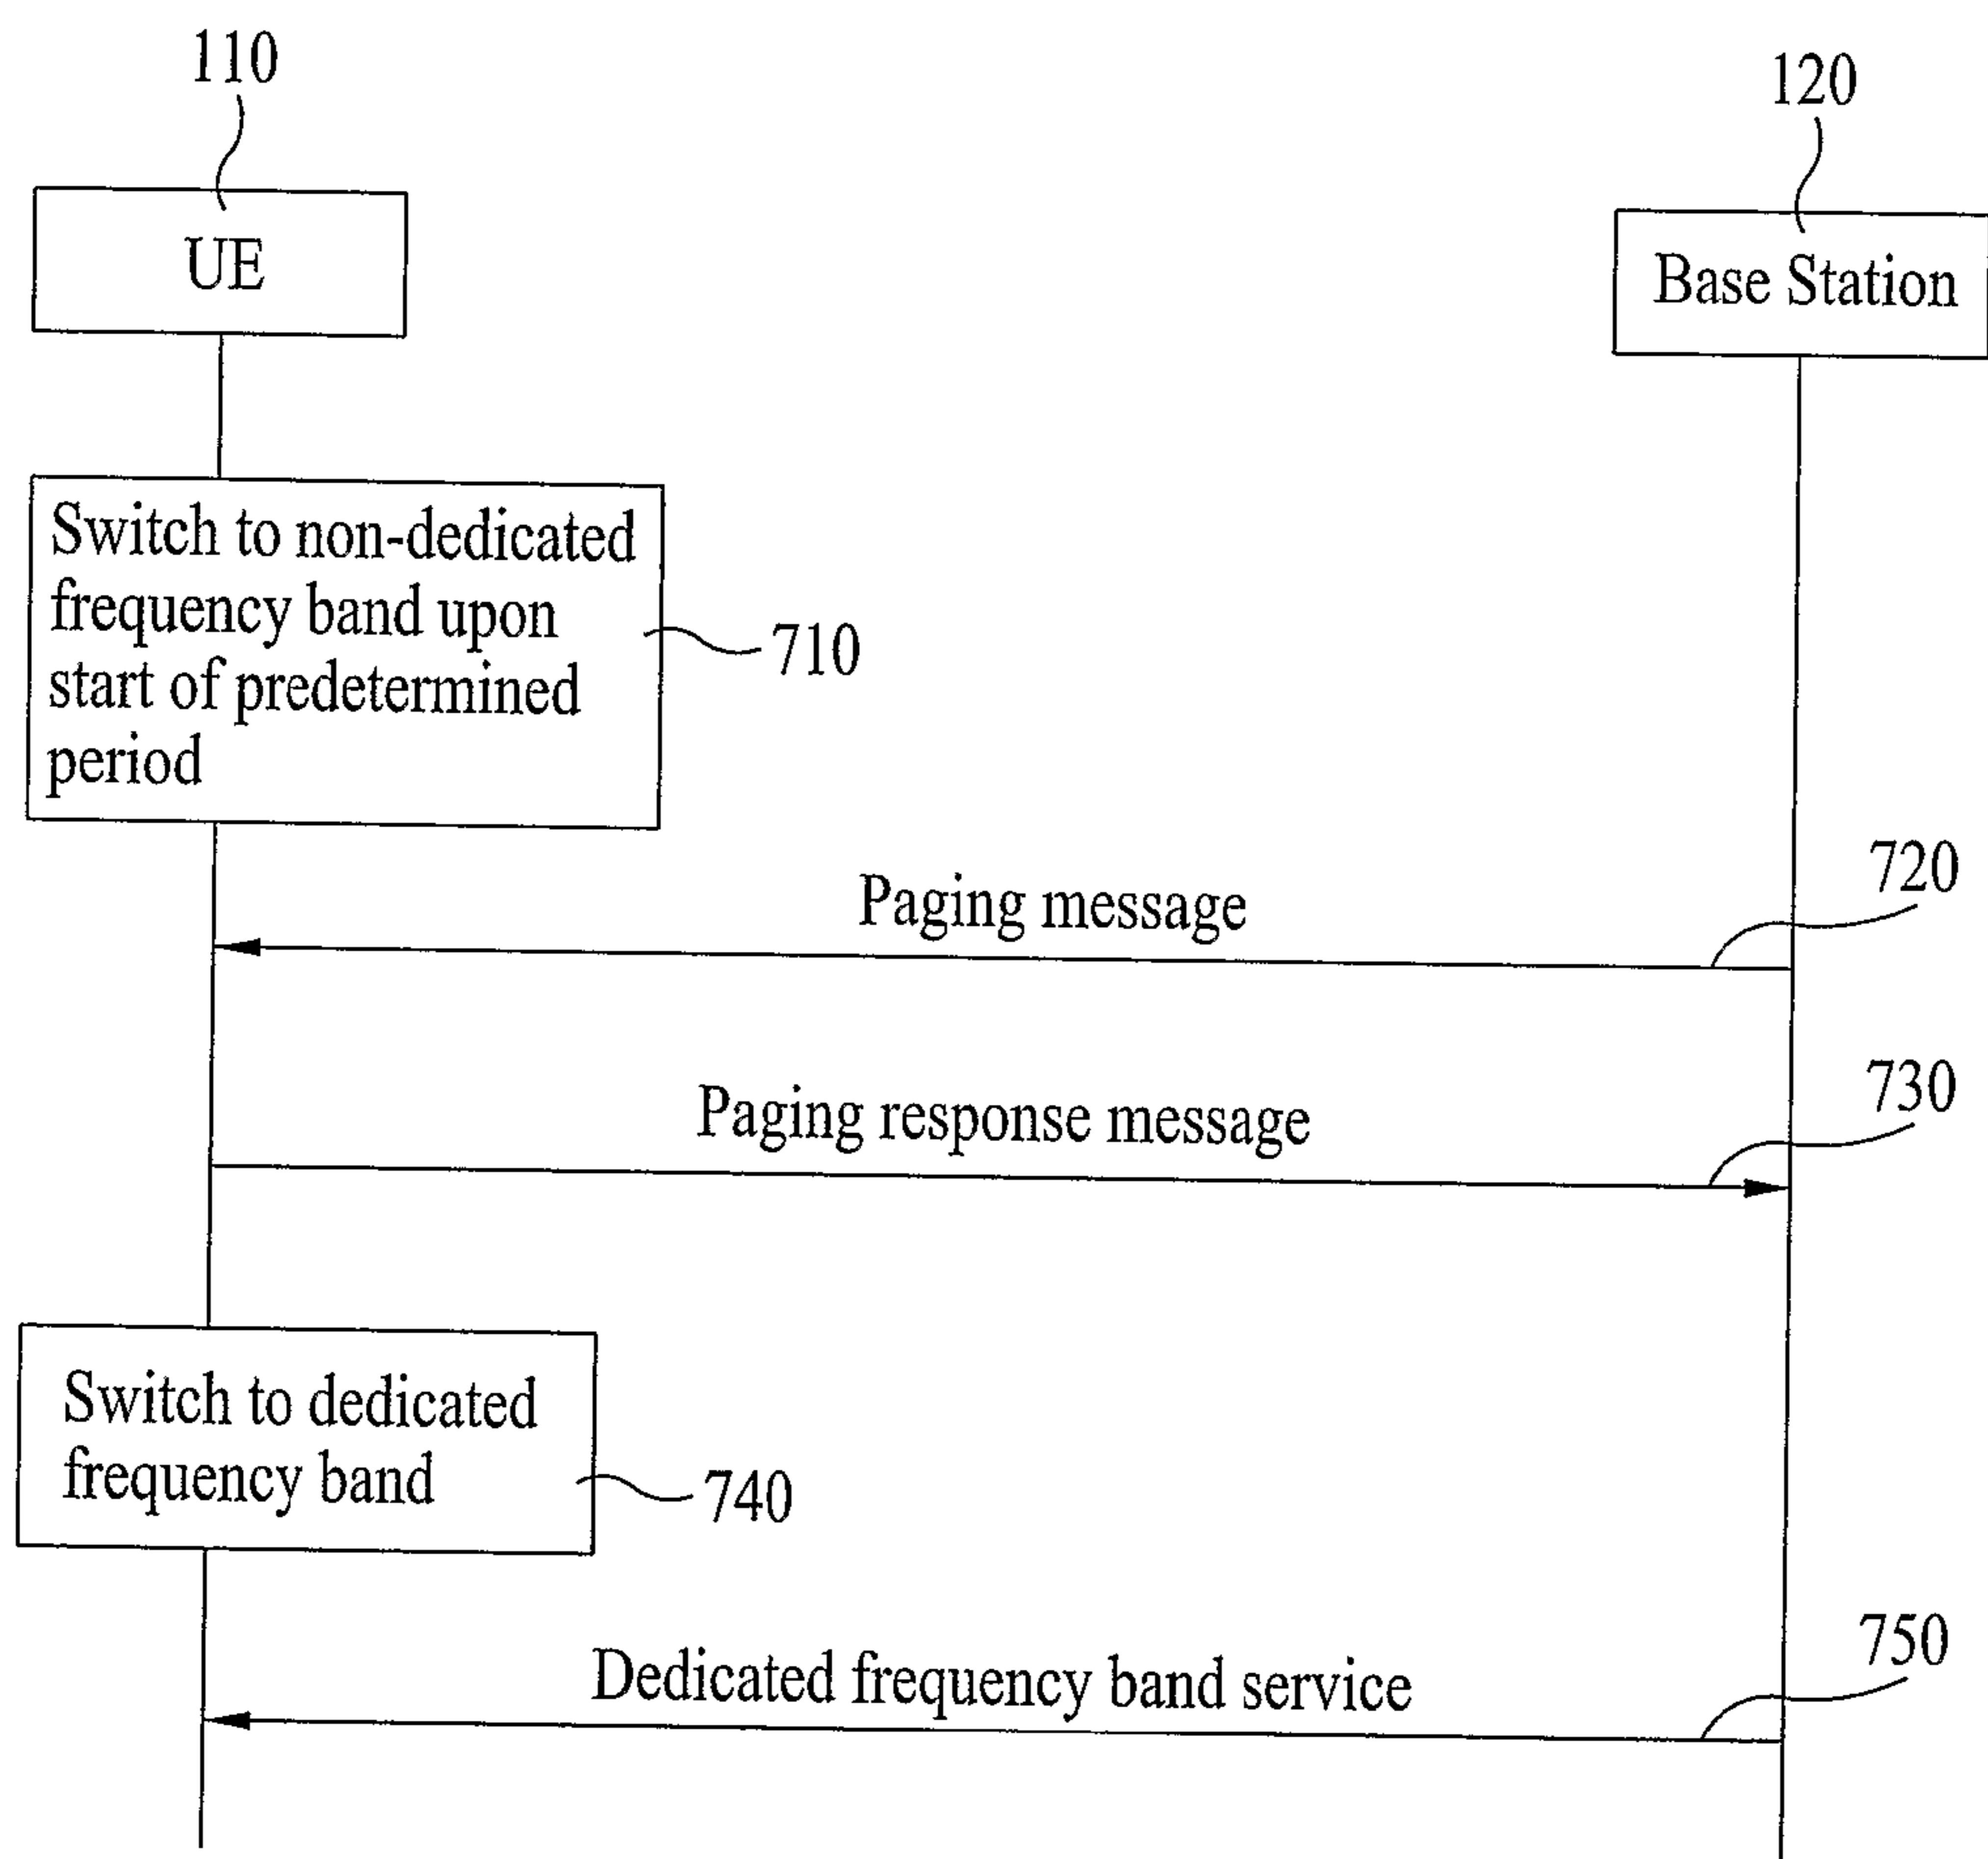 110
120
UE
Base Station
Switch to non-dedicated
frequency band upon
start of predetermined
period
710
Paging message
720
Paging response message
730
Switch to dedicated
frequency band
740
Dedicated frequency band service
750